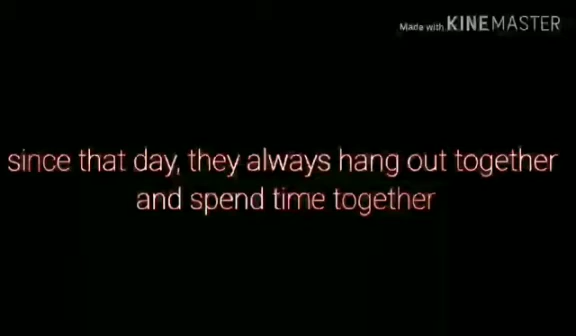 Made with KINEMASTER
since that day, they always hang out together
and spend time together